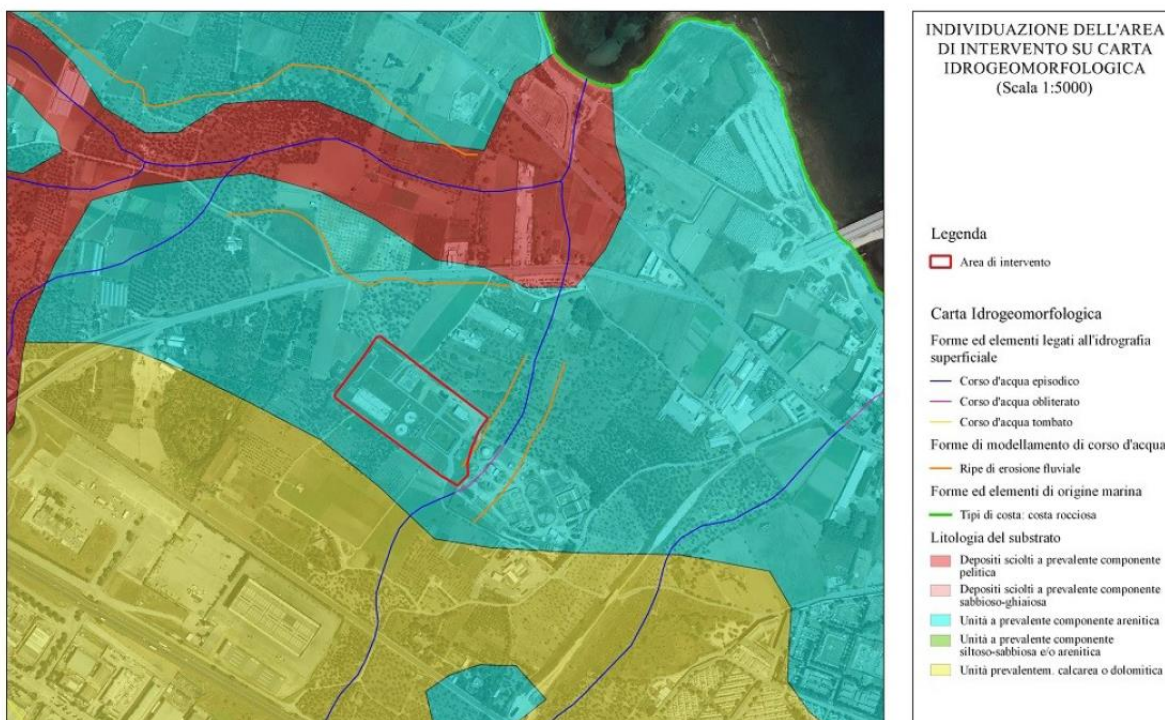 INDIVIDUAZIONE DELL'AREA
DI INTERVENTO SU CARTA
IDROGEOMORFOLOGICA
(Scala 1:5000)
Legenda
Area di intervento
Carta Idrogeomorfologica
Forme ed elementi legati all'idrografia
superficiale
Corso d'acqua episodico
Corso d'acqua obliterato
Corso d'acqua tombato
Forme di modellamento di corso d'acqua
Ripe di erosione fluviale
Forme ed elementi di origine marina
Tipi di costa: costa rocciosa
Litologia del substrato
Depositi sciolti a prevalente componente
pelitica
Depositi sciolti a prevalente componente
sabbioso-ghiaiosa
Unità a prevalente componente arenitica
Unità a prevalente componente
siltoso-sabbiosa e/o arenitica
Unità prevalentem. calcarea o dolomitica